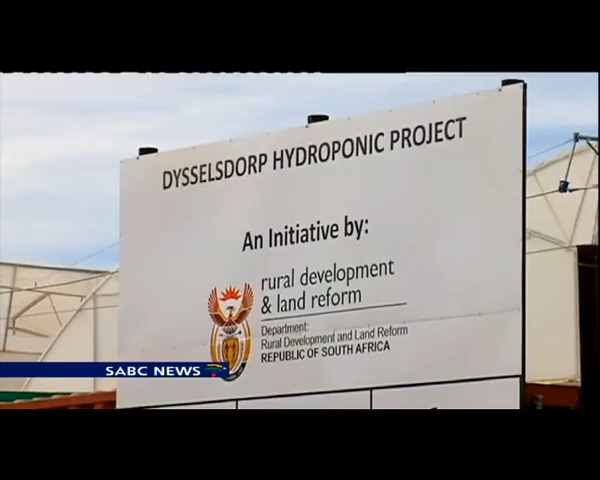 DYSSELSDORP HYDROPONIC PROJECT
An Initiative by:
rural development
& land reform
Department:
Rural Development and Land Reform
REPUBLIC OF SOUTH AFRICA
SABC NEWS